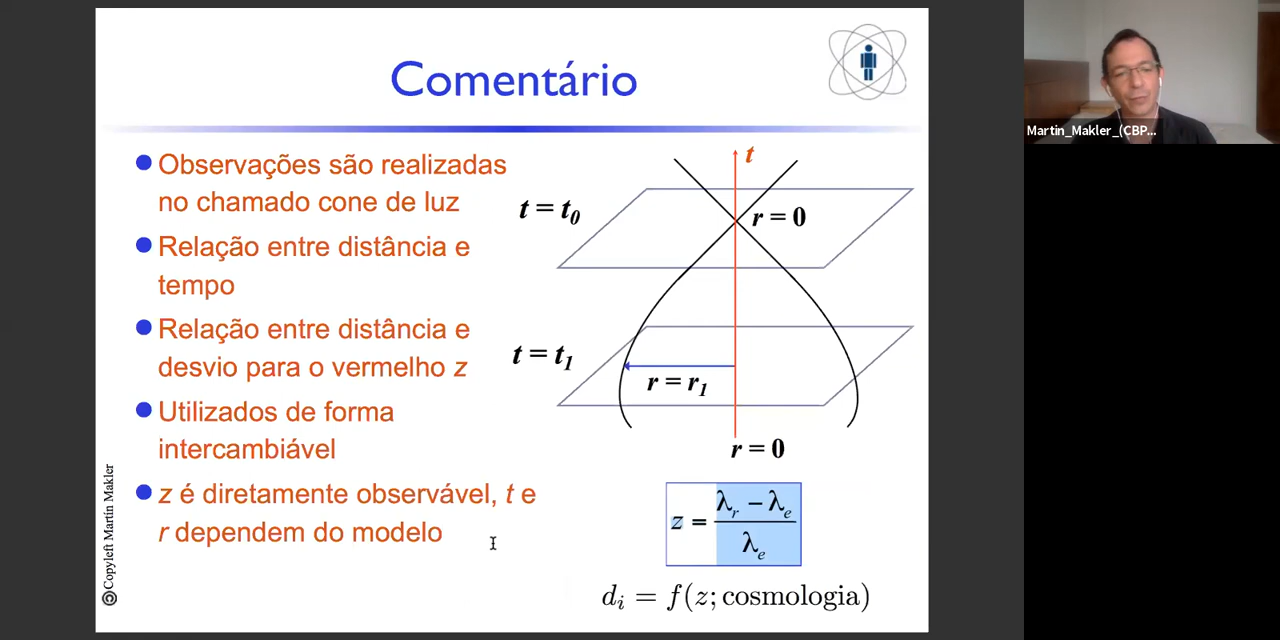 Comentário
Observações são realizadas
no chamado cone de luz
Relação entre distância e
tempo
Relação entre distância e
desvio para o vermelho z
Utilizados de forma
intercambiável
z é diretamente observável, t e
r dependem do modelo
t
t = t0
r = 0
t = t1
r = r1
r = 0
z = (λr − λe) / λe
di = f(z; cosmologia)
Copyleft Martin Makler
Martin_Makler_(CBP...